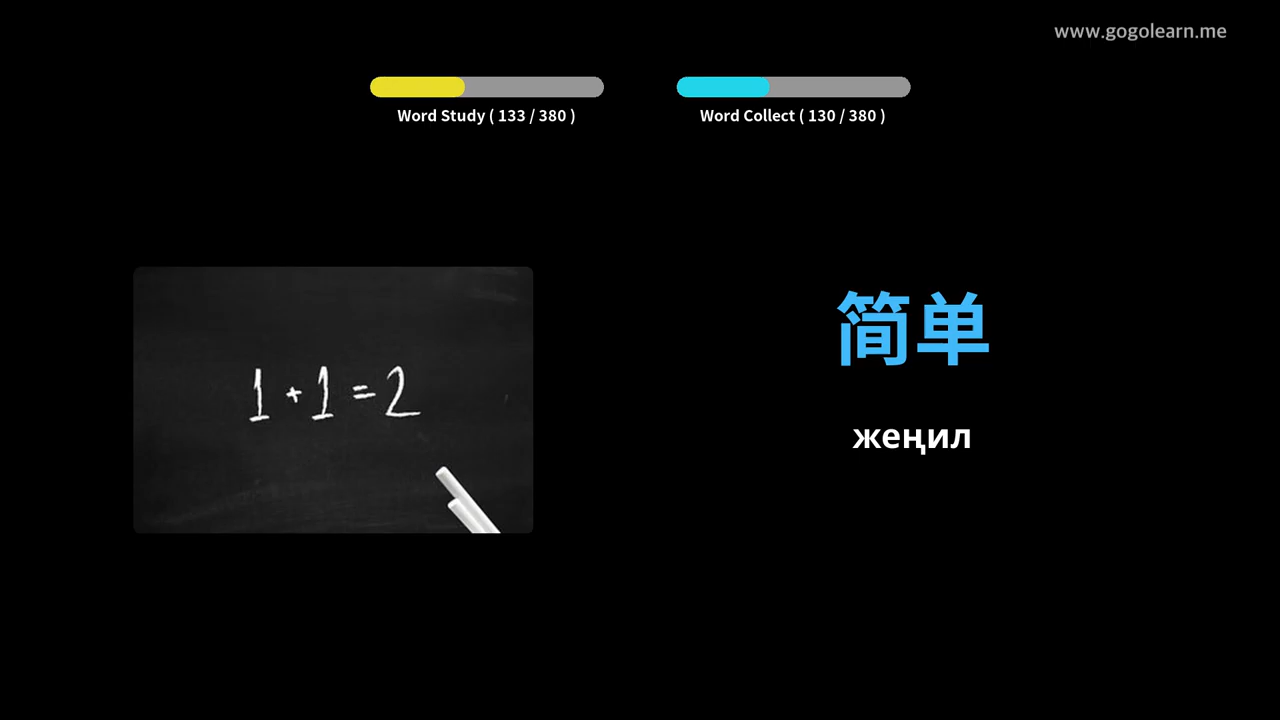 www.gogolearn.me
Word Study ( 133 / 380 )
Word Collect ( 130 / 380 )
1 + 1 = 2
简单
жеңил